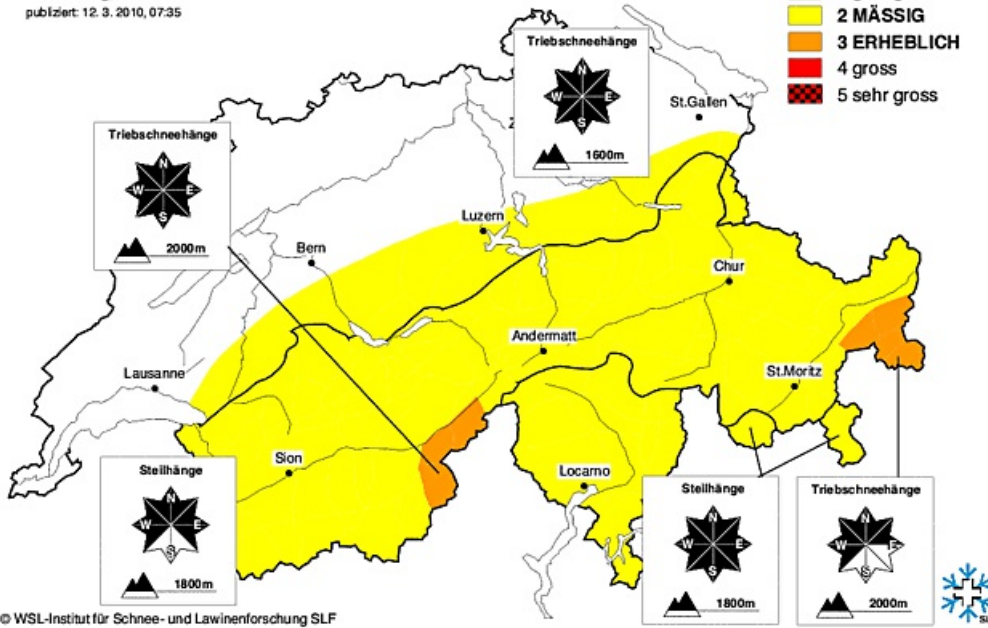 publiziert: 12. 3. 2010, 07:35
2 MÄSSIG
3 ERHEBLICH
4 gross
5 sehr gross
Triebschneehänge
N
W E
S
1600m
St.Gallen
Triebschneehänge
N
W E
S
2000m
Luzern
Bern
Chur
Andermatt
St.Moritz
Lausanne
Sion
Locarno
Steilhänge
N
W E
S
1800m
Steilhänge
N
W E
S
1800m
Triebschneehänge
N
W E
S
2000m
© WSL-Institut für Schnee- und Lawinenforschung SLF